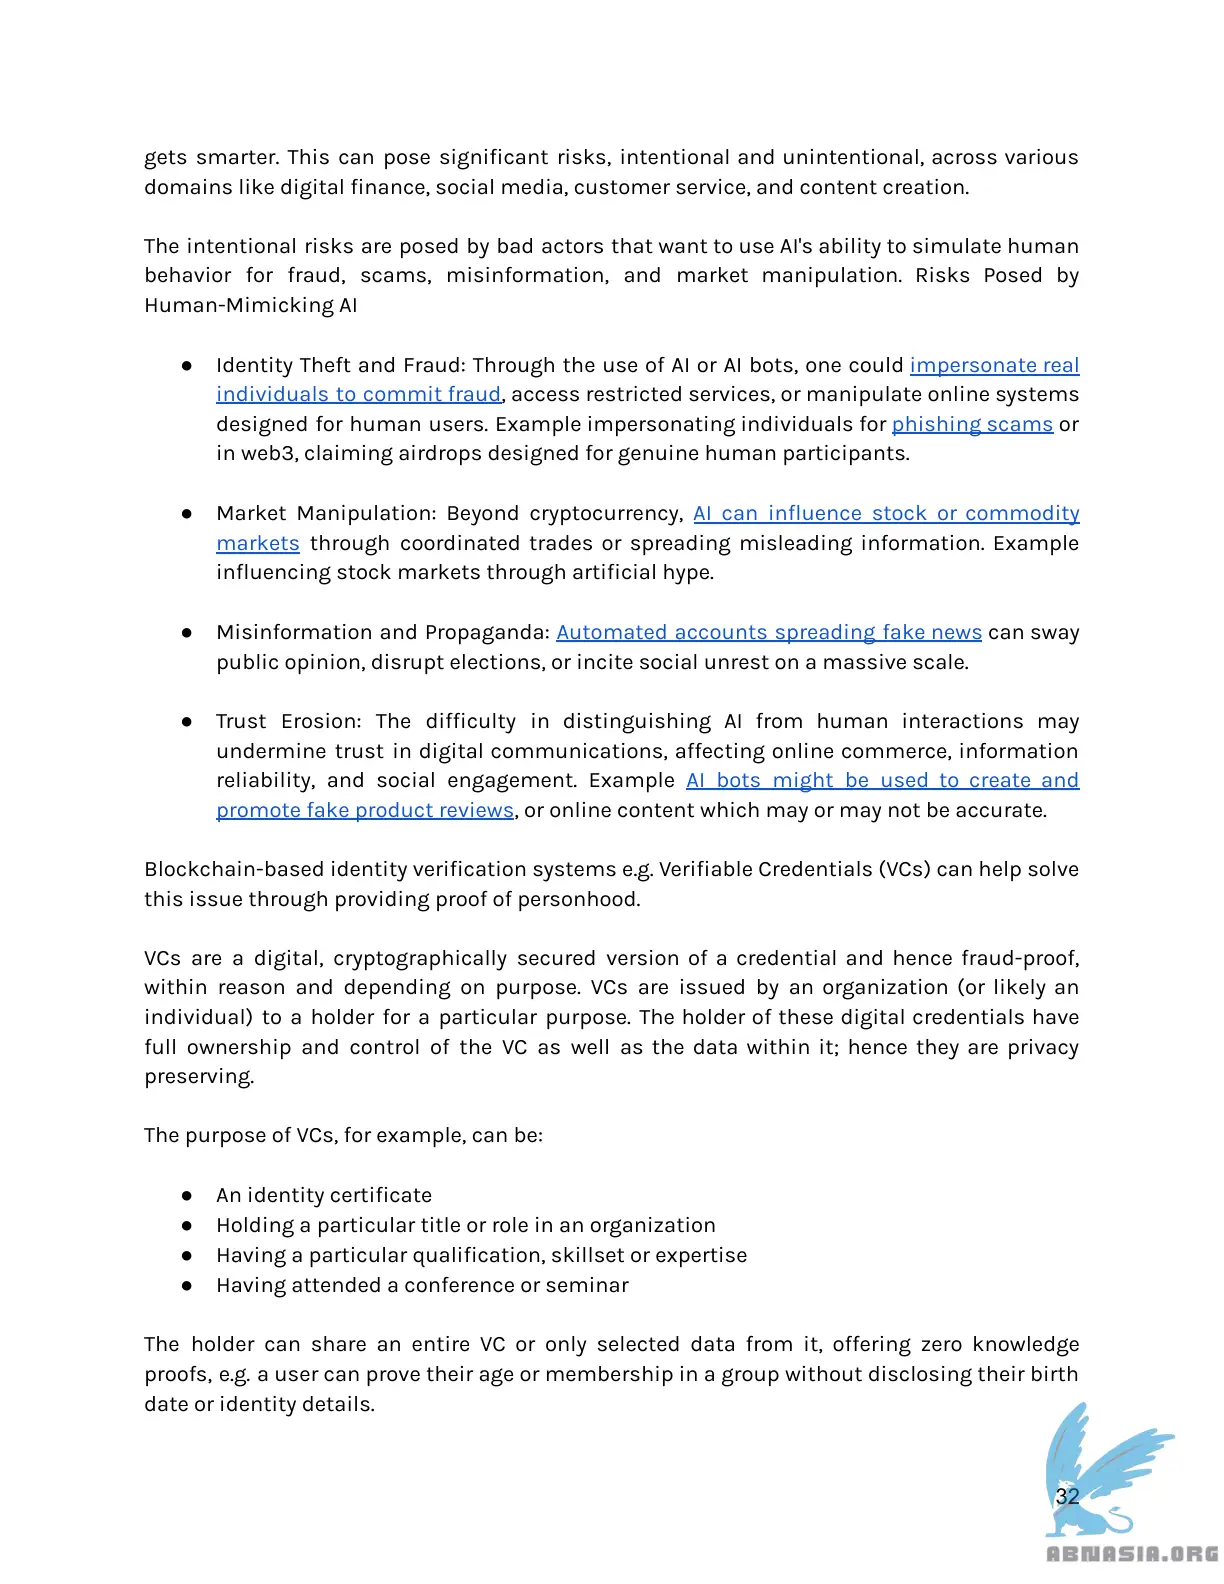 gets smarter. This can pose significant risks, intentional and unintentional, across various
domains like digital finance, social media, customer service, and content creation.
The intentional risks are posed by bad actors that want to use AI's ability to simulate human
behavior for fraud, scams, misinformation, and market manipulation. Risks Posed by
Human-Mimicking AI
● Identity Theft and Fraud: Through the use of AI or AI bots, one could impersonate real
individuals to commit fraud, access restricted services, or manipulate online systems
designed for human users. Example impersonating individuals for phishing scams or
in web3, claiming airdrops designed for genuine human participants.
● Market Manipulation: Beyond cryptocurrency, AI can influence stock or commodity
markets through coordinated trades or spreading misleading information. Example
influencing stock markets through artificial hype.
● Misinformation and Propaganda: Automated accounts spreading fake news can sway
public opinion, disrupt elections, or incite social unrest on a massive scale.
● Trust Erosion: The difficulty in distinguishing AI from human interactions may
undermine trust in digital communications, affecting online commerce, information
reliability, and social engagement. Example AI bots might be used to create and
promote fake product reviews, or online content which may or may not be accurate.
Blockchain-based identity verification systems e.g. Verifiable Credentials (VCs) can help solve
this issue through providing proof of personhood.
VCs are a digital, cryptographically secured version of a credential and hence fraud-proof,
within reason and depending on purpose. VCs are issued by an organization (or likely an
individual) to a holder for a particular purpose. The holder of these digital credentials have
full ownership and control of the VC as well as the data within it; hence they are privacy
preserving.
The purpose of VCs, for example, can be:
● An identity certificate
● Holding a particular title or role in an organization
● Having a particular qualification, skillset or expertise
● Having attended a conference or seminar
The holder can share an entire VC or only selected data from it, offering zero knowledge
proofs, e.g. a user can prove their age or membership in a group without disclosing their birth
date or identity details.
32
ABNASIA.ORG